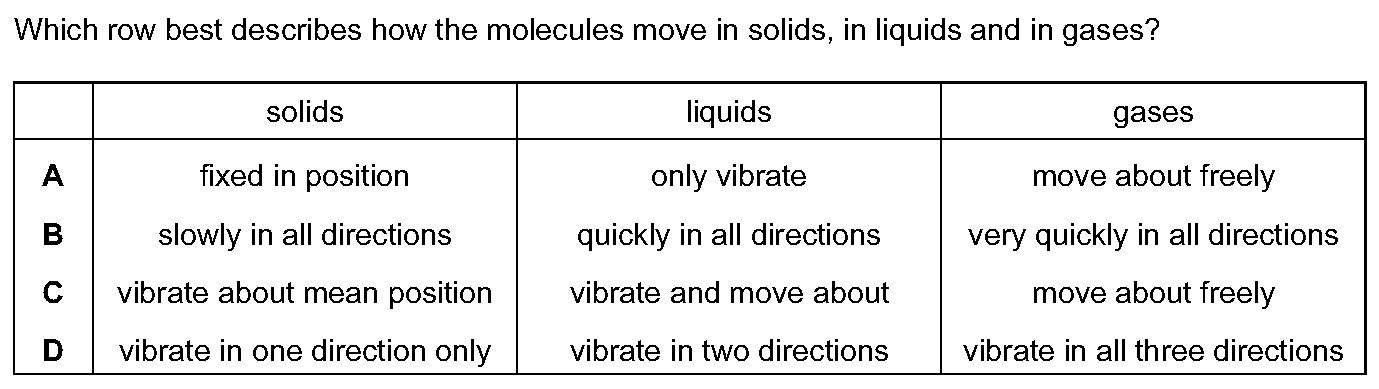 Which row best describes how the molecules move in solids, in liquids and in gases?
solids liquids gases
A fixed in position only vibrate move about freely
B slowly in all directions quickly in all directions very quickly in all directions
C vibrate about mean position vibrate and move about move about freely
D vibrate in one direction only vibrate in two directions vibrate in all three directions